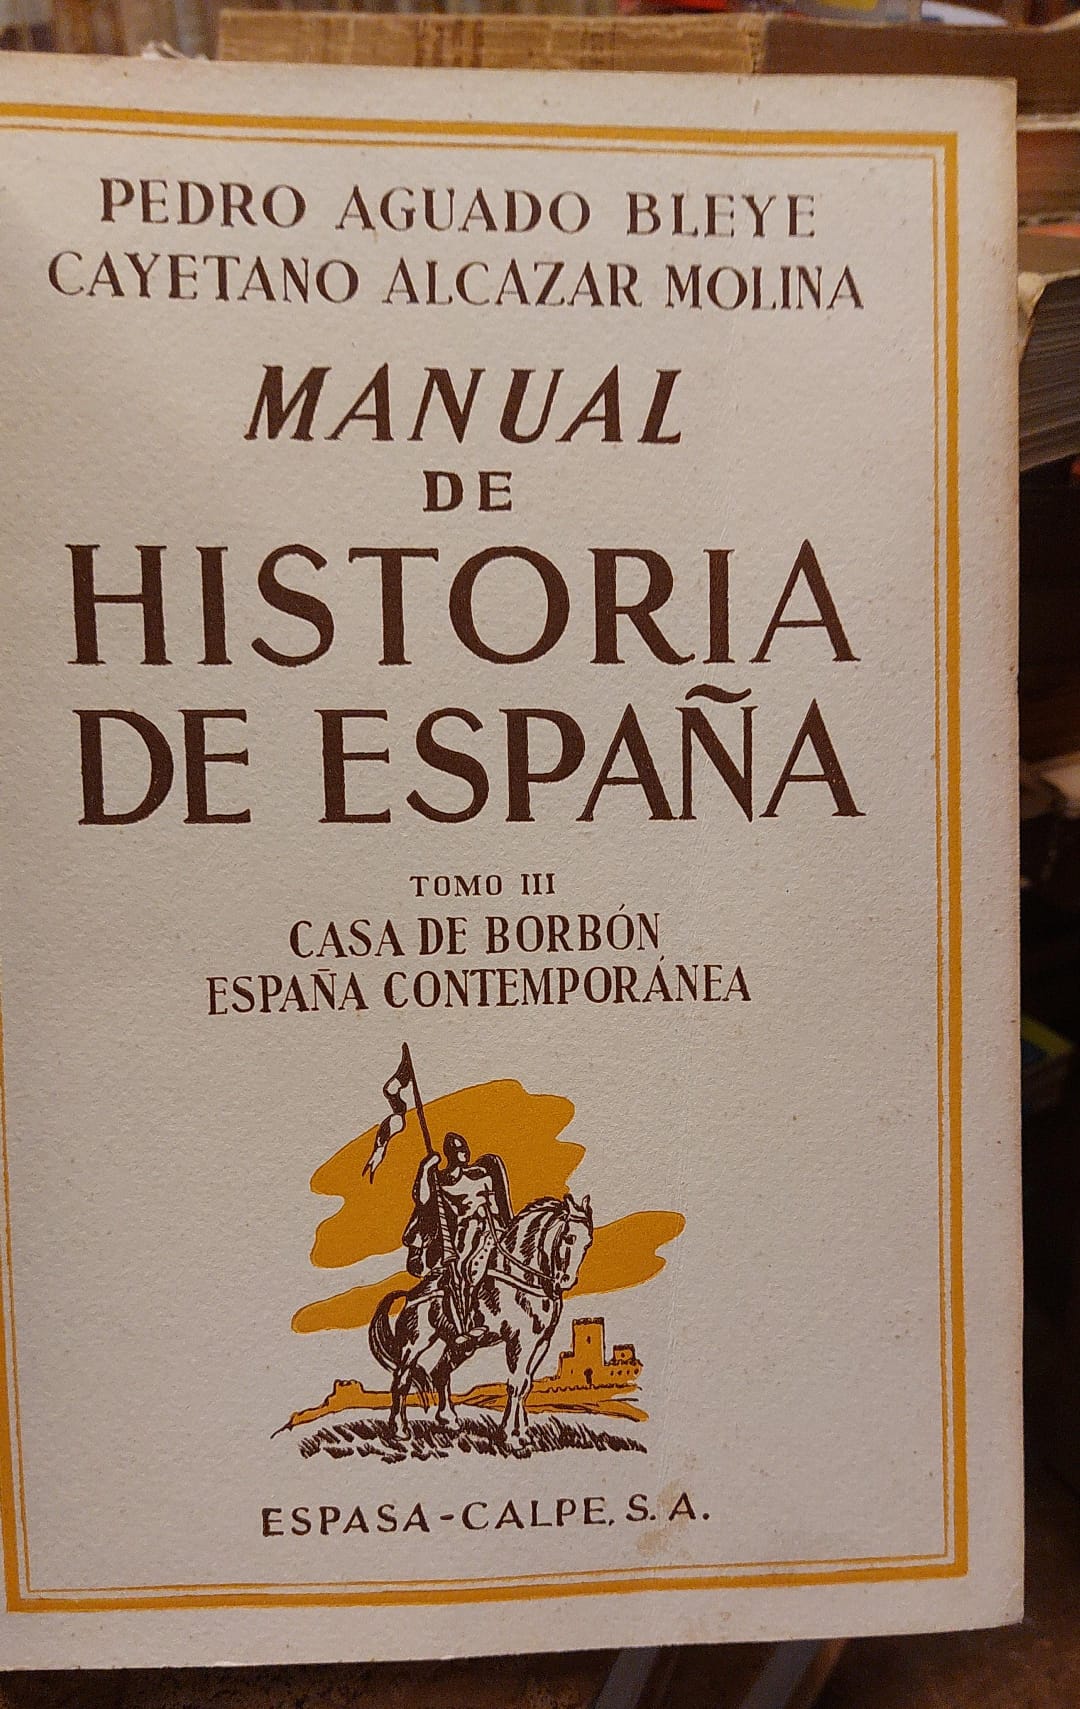 PEDRO AGUADO BLEYE
CAYETANO ALCAZAR MOLINA
MANUAL
DE
HISTORIA
DE ESPAÑA
TOMO III
CASA DE BORBÓN
ESPAÑA CONTEMPORÁNEA
ESPASA-CALPE, S. A.